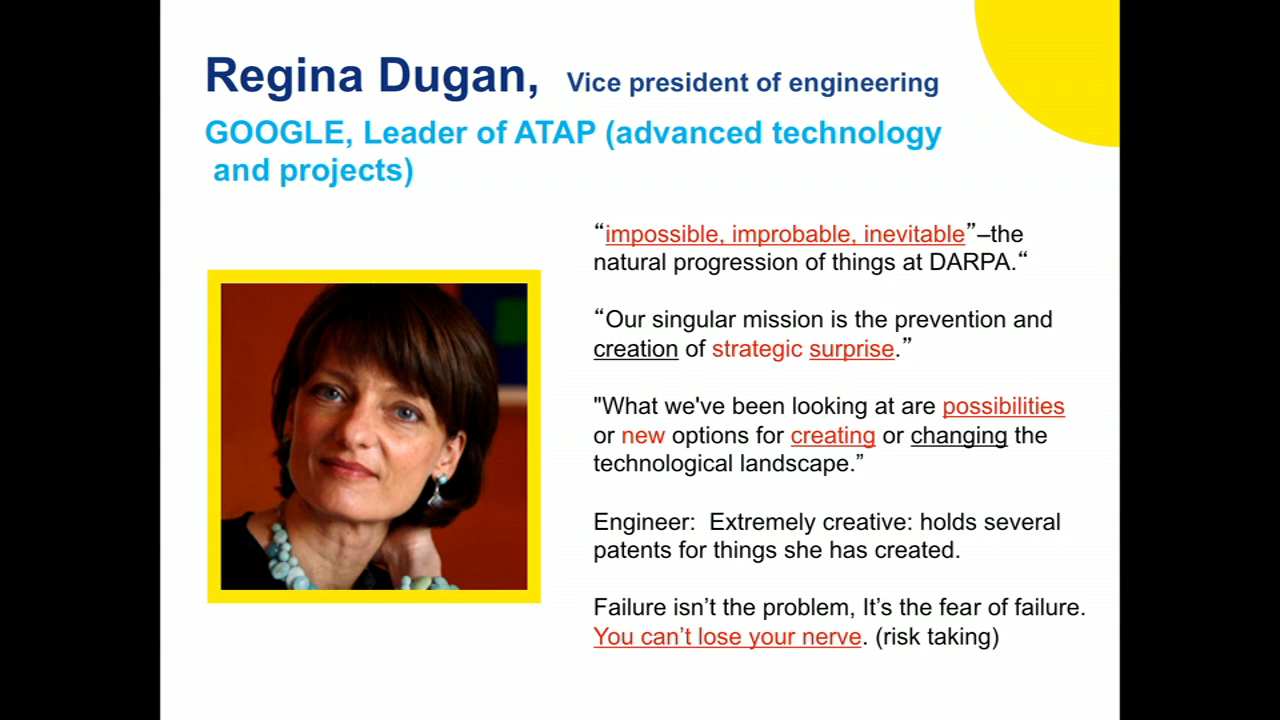 Regina Dugan, Vice president of engineering
GOOGLE, Leader of ATAP (advanced technology
and projects)
“impossible, improbable, inevitable”–the
natural progression of things at DARPA.“
“Our singular mission is the prevention and
creation of strategic surprise.”
"What we've been looking at are possibilities
or new options for creating or changing the
technological landscape.”
Engineer:  Extremely creative: holds several
patents for things she has created.
Failure isn’t the problem, It’s the fear of failure.
You can’t lose your nerve. (risk taking)